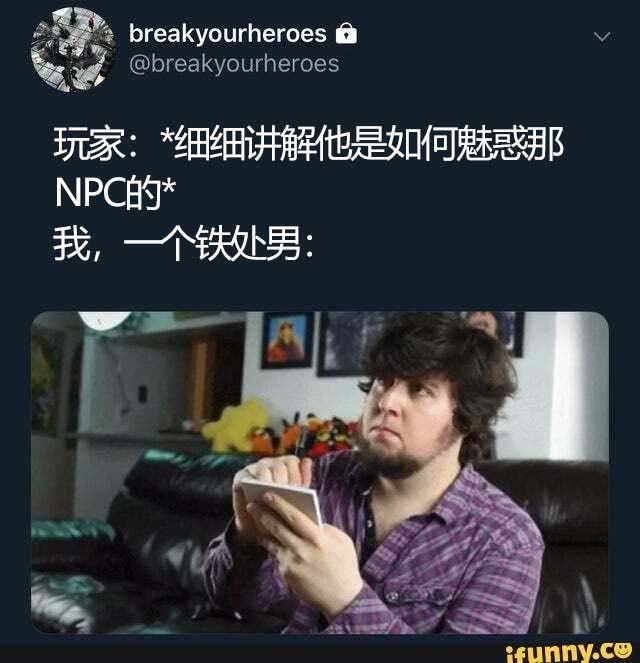 breakyourheroes
@breakyourheroes
玩家：*细细讲解他是如何魅惑那
NPC的*
我，一个铁处男：
ifunny.co